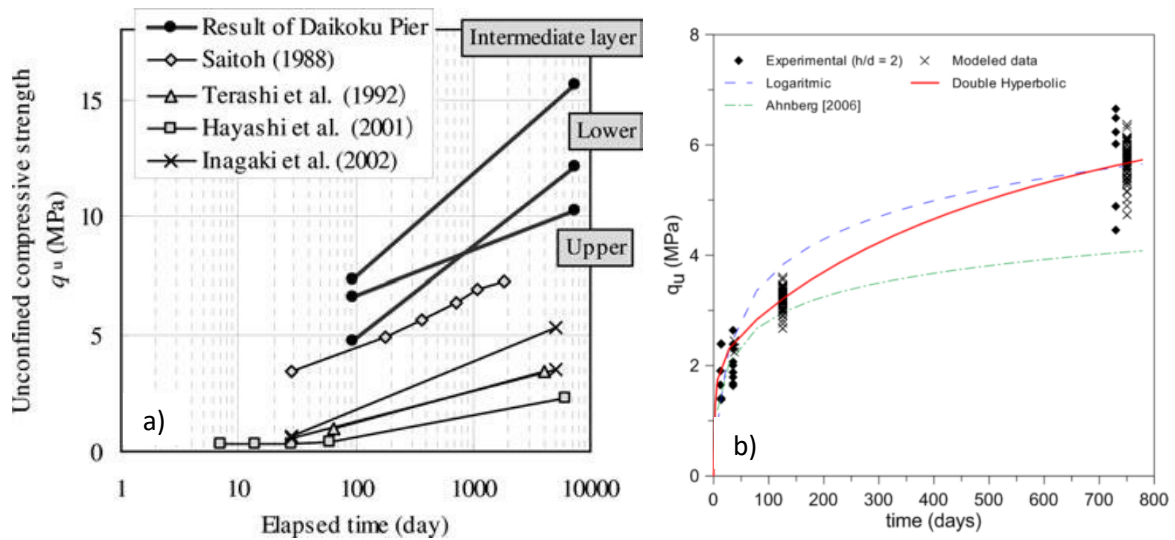 Result of Daikoku Pier
Saitoh (1988)
Terashi et al. (1992)
Hayashi et al. (2001)
Inagaki et al. (2002)
Intermediate layer
Lower
Upper
Unconfined compressive strength
qu (MPa)
15
10
5
0
a)
1
10
100
1000
10000
Elapsed time (day)
Experimental (h/d = 2)
Modeled data
Logaritmic
Double Hyperbolic
Ahnberg [2006]
qu (MPa)
8
6
4
2
0
b)
0
100
200
300
400
500
600
700
800
time (days)